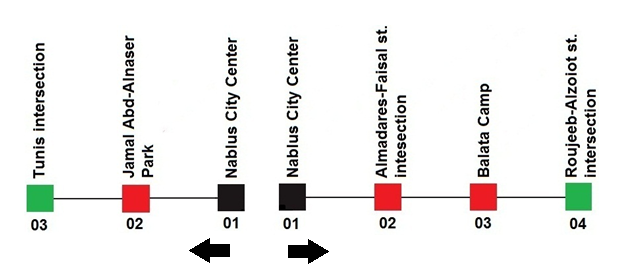 Tunis intersection
Jamal Abd-Alnaser
Park
Nablus City Center
Nablus City Center
Almadares-Faisal st.
intesection
Balata Camp
Roujeeb-Alzoiot st.
intersection
03
02
01
01
02
03
04